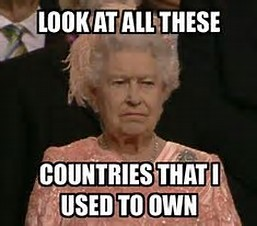 LOOK AT ALL THESE
COUNTRIES THAT I
USED TO OWN